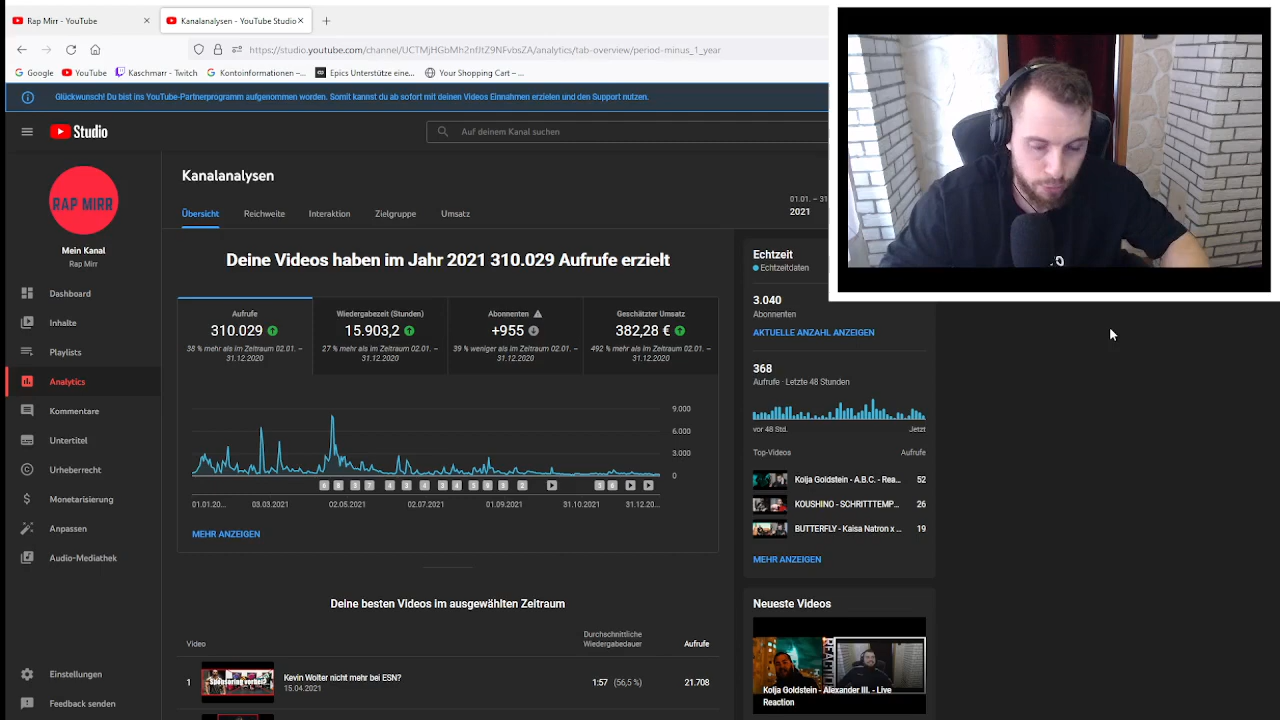 Rap Mirr - YouTube
Kanalanalysen - YouTube Studio
https://studio.youtube.com/channel/UCTMjHGbMh2nfJtZ9NFvbsZA/analytics/tab-overview/period-minus_1_year
Google
YouTube
Kaschmarr - Twitch
Kontoinformationen –...
Epics Unterstütze eine...
Your Shopping Cart –...
Glückwunsch! Du bist ins YouTube-Partnerprogramm aufgenommen worden. Somit kannst du ab sofort mit deinen Videos Einnahmen erzielen und den Support nutzen.
Studio
Auf deinem Kanal suchen
RAP MIRR
Mein Kanal
Rap Mirr
Dashboard
Inhalte
Playlists
Analytics
Kommentare
Untertitel
Urheberrecht
Monetarisierung
Anpassen
Audio-Mediathek
Einstellungen
Feedback senden
Kanalanalysen
Übersicht
Reichweite
Interaktion
Zielgruppe
Umsatz
01.01. – 31
2021
Deine Videos haben im Jahr 2021 310.029 Aufrufe erzielt
Aufrufe
310.029
38 % mehr als im Zeitraum 02.01. –
31.12.2020
Wiedergabezeit (Stunden)
15.903,2
27 % mehr als im Zeitraum 02.01. –
31.12.2020
Abonnenten
+955
39 % weniger als im Zeitraum 02.01.
– 31.12.2020
Geschätzter Umsatz
382,28 €
492 % mehr als im Zeitraum 02.01. –
31.12.2020
9.000
6.000
3.000
0
01.01.20...
03.03.2021
02.05.2021
02.07.2021
01.09.2021
31.10.2021
31.12.20...
MEHR ANZEIGEN
Deine besten Videos im ausgewählten Zeitraum
Video
Durchschnittliche
Wiedergabedauer
Aufrufe
1
Sponsoring vorbei?
Kevin Wolter nicht mehr bei ESN?
15.04.2021
1:57 (56,5 %)
21.708
Echtzeit
Echtzeitdaten
3.040
Abonnenten
AKTUELLE ANZAHL ANZEIGEN
368
Aufrufe · Letzte 48 Stunden
vor 48 Std.
Jetzt
Top-Videos
Aufrufe
Kolja Goldstein - A.B.C. - Rea...
52
KOUSHINO - SCHRITTTEMP...
26
BUTTERFLY - Kaisa Natron x ...
19
MEHR ANZEIGEN
Neueste Videos
Kolja Goldstein - Alexander III. - Live
Reaction